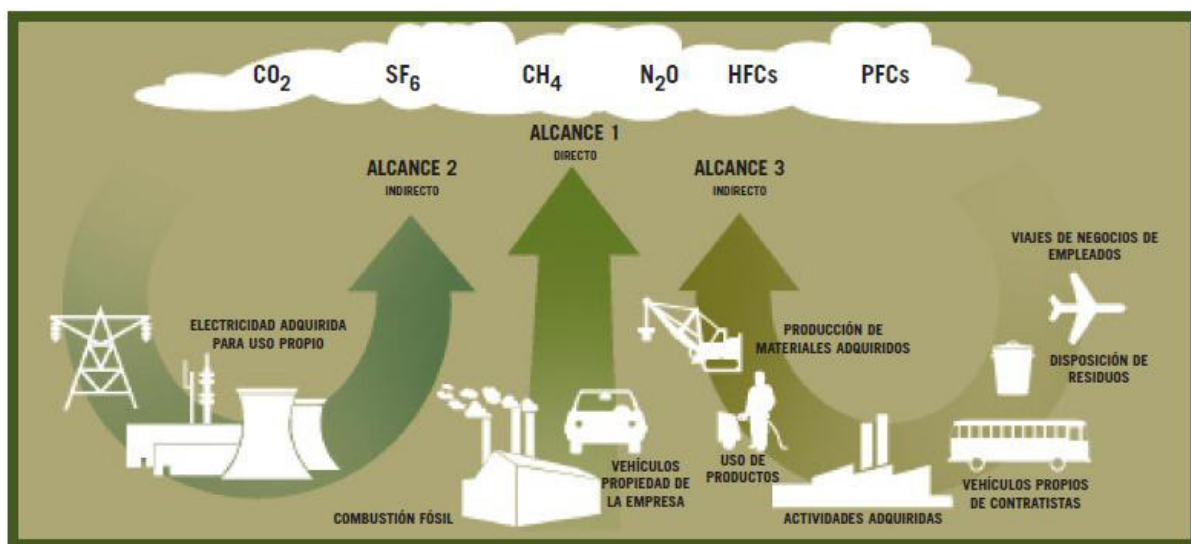 CO2
SF6
CH4
N2O
HFCs
PFCs
ALCANCE 1
DIRECTO
ALCANCE 2
INDIRECTO
ALCANCE 3
INDIRECTO
VIAJES DE NEGOCIOS DE
EMPLEADOS
ELECTRICIDAD ADQUIRIDA
PARA USO PROPIO
PRODUCCIÓN DE
MATERIALES ADQUIRIDOS
DISPOSICIÓN DE
RESIDUOS
VEHÍCULOS
PROPIEDAD DE
LA EMPRESA
USO DE
PRODUCTOS
VEHÍCULOS PROPIOS
DE CONTRATISTAS
COMBUSTIÓN FÓSIL
ACTIVIDADES ADQUIRIDAS